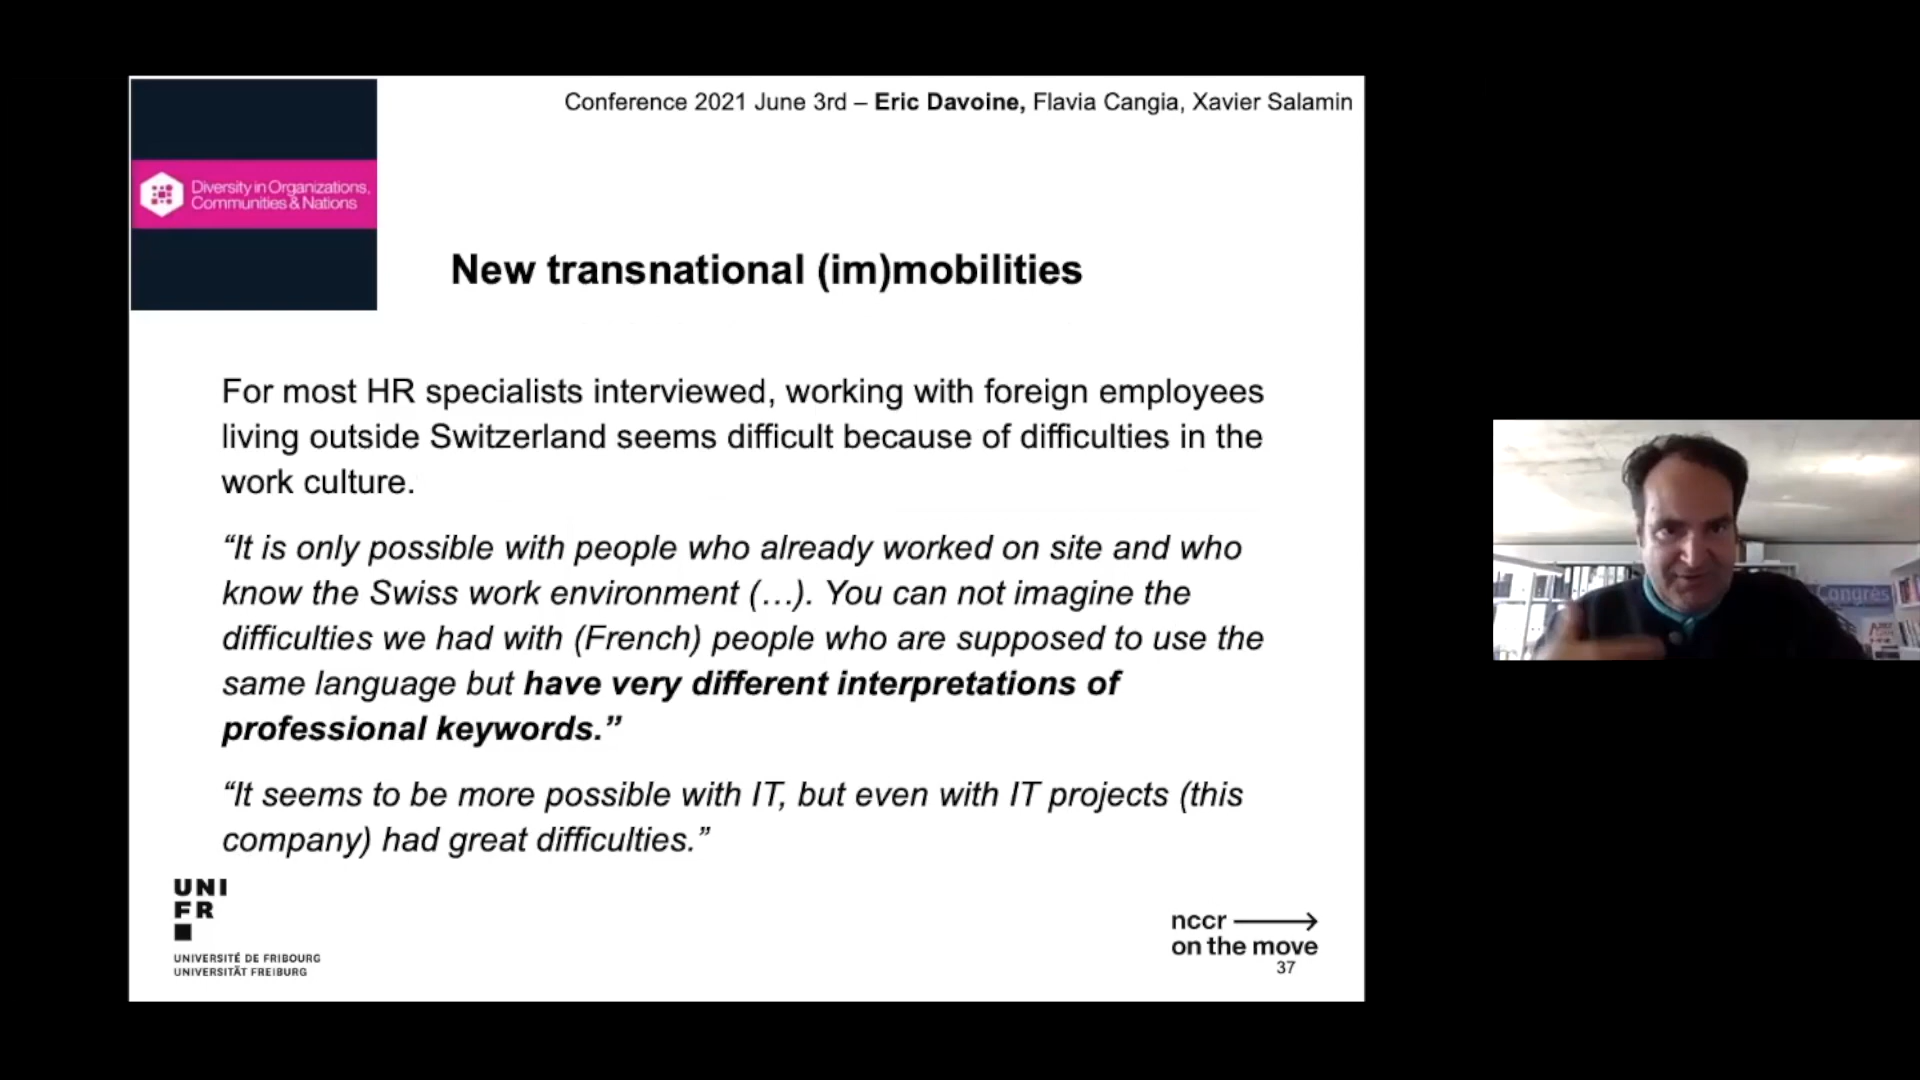 Conference 2021 June 3rd – Eric Davoine, Flavia Cangia, Xavier Salamin
Diversity in Organizations,
Communities & Nations
New transnational (im)mobilities
For most HR specialists interviewed, working with foreign employees
living outside Switzerland seems difficult because of difficulties in the
work culture.
“It is only possible with people who already worked on site and who
know the Swiss work environment (…). You can not imagine the
difficulties we had with (French) people who are supposed to use the
same language but have very different interpretations of
professional keywords.”
“It seems to be more possible with IT, but even with IT projects (this
company) had great difficulties.”
UNI
FR
UNIVERSITÉ DE FRIBOURG
UNIVERSITÄT FREIBURG
nccr
on the move
37
Congrès